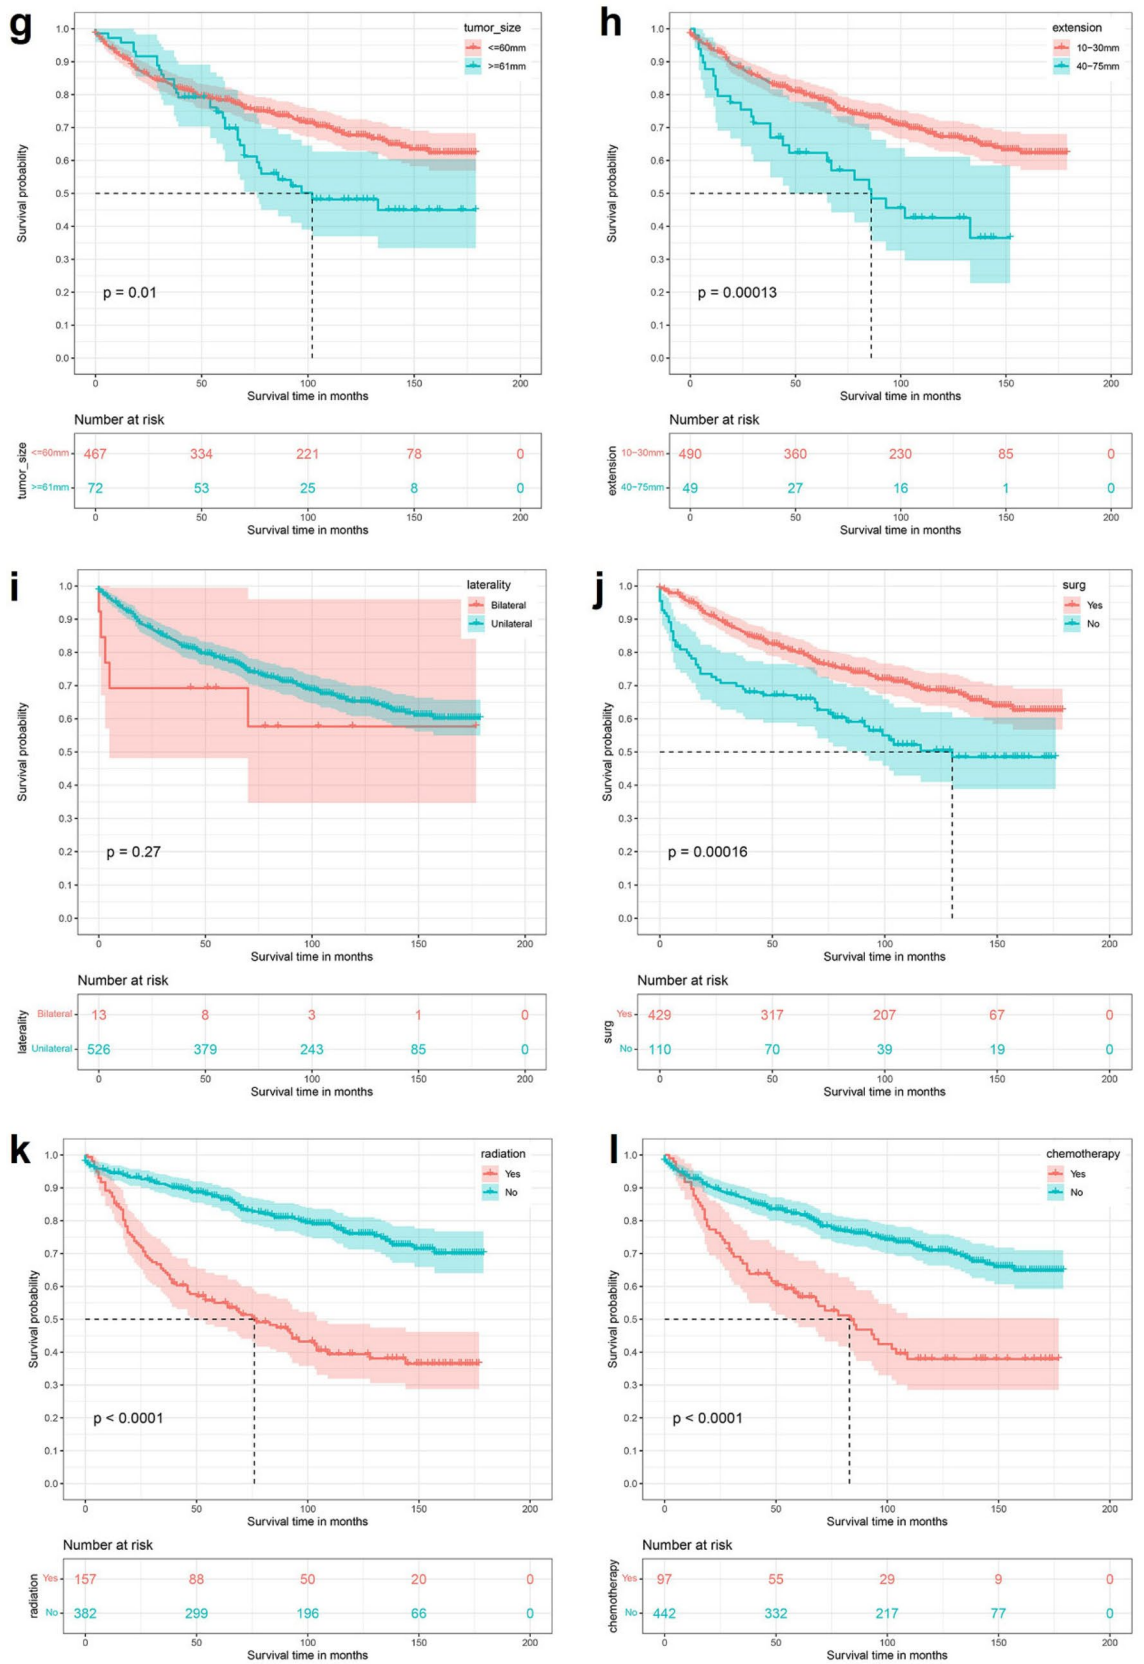 g
tumor_size
<=60mm
>=61mm
Survival probability
1.0
0.9
0.8
0.7
0.6
0.5
0.4
0.3
0.2
0.1
0.0
p = 0.01
0 50 100 150 200
Survival time in months
Number at risk
tumor_size
<=60mm 467 334 221 78 0
>=61mm 72 53 25 8 0
0 50 100 150 200
Survival time in months
h
extension
10−30mm
40−75mm
Survival probability
1.0
0.9
0.8
0.7
0.6
0.5
0.4
0.3
0.2
0.1
0.0
p = 0.00013
0 50 100 150 200
Survival time in months
Number at risk
extension
10−30mm 490 360 230 85 0
40−75mm 49 27 16 1 0
0 50 100 150 200
Survival time in months
i
laterality
Bilateral
Unilateral
Survival probability
1.0
0.9
0.8
0.7
0.6
0.5
0.4
0.3
0.2
0.1
0.0
p = 0.27
0 50 100 150 200
Survival time in months
Number at risk
laterality
Bilateral 13 8 3 1 0
Unilateral 526 379 243 85 0
0 50 100 150 200
Survival time in months
j
surg
Yes
No
Survival probability
1.0
0.9
0.8
0.7
0.6
0.5
0.4
0.3
0.2
0.1
0.0
p = 0.00016
0 50 100 150 200
Survival time in months
Number at risk
surg
Yes 429 317 207 67 0
No 110 70 39 19 0
0 50 100 150 200
Survival time in months
k
radiation
Yes
No
Survival probability
1.0
0.9
0.8
0.7
0.6
0.5
0.4
0.3
0.2
0.1
0.0
p < 0.0001
0 50 100 150 200
Survival time in months
Number at risk
radiation
Yes 157 88 50 20 0
No 382 299 196 66 0
0 50 100 150 200
Survival time in months
l
chemotherapy
Yes
No
Survival probability
1.0
0.9
0.8
0.7
0.6
0.5
0.4
0.3
0.2
0.1
0.0
p < 0.0001
0 50 100 150 200
Survival time in months
Number at risk
chemotherapy
Yes 97 55 29 9 0
No 442 332 217 77 0
0 50 100 150 200
Survival time in months